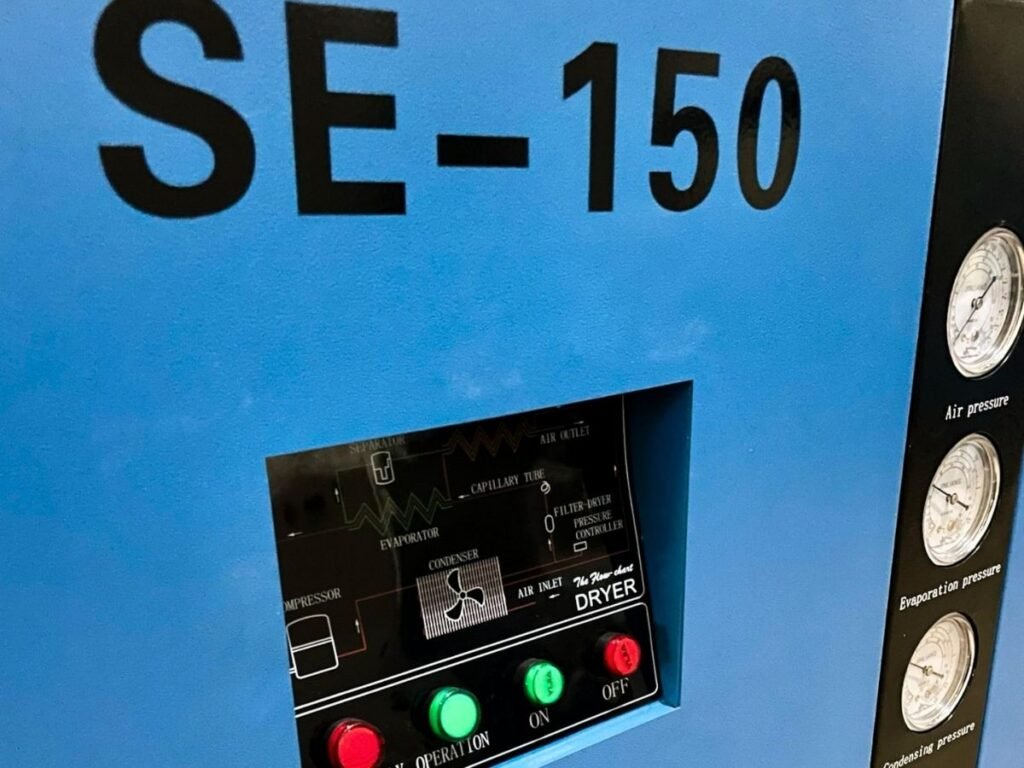 SE-150
Air pressure
SEPARATOR
AIR OUTLET
CAPILLARY TUBE
FILTER-DRYER
PRESSURE
CONTROLLER
EVAPORATOR
CONDENSER
AIR INLET
The Flow-chart
DRYER
OMPRESSOR
Evaporation pressure
OPERATION
ON
OFF
Condensing pressure